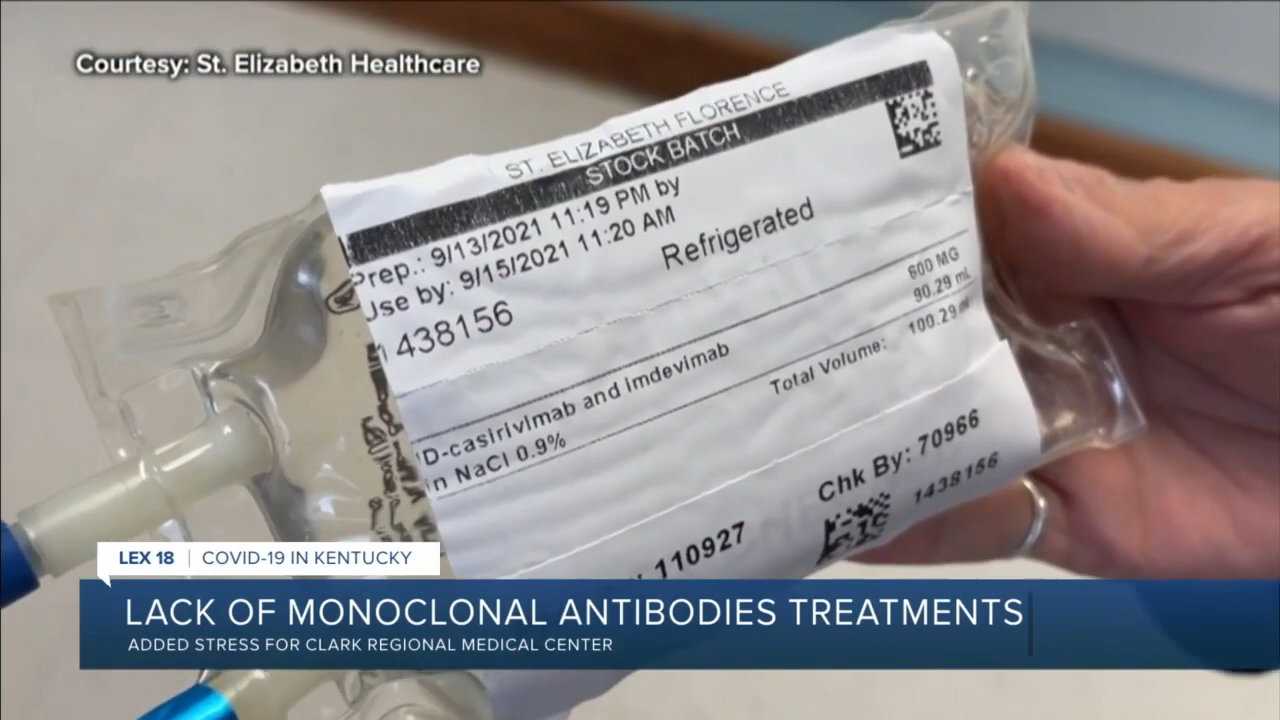 Courtesy: St. Elizabeth Healthcare
ST. ELIZABETH FLORENCE
STOCK BATCH
Prep.: 9/13/2021 11:19 PM by
Use by: 9/15/2021 11:20 AM
Refrigerated
1438156
600 MG
90.29 mL
D-casirivimab and imdevimab
in NaCl 0.9%
Total Volume:
100.29 ml
Chk By: 70966
110927
1438156
LEX 18 | COVID-19 IN KENTUCKY
LACK OF MONOCLONAL ANTIBODIES TREATMENTS
ADDED STRESS FOR CLARK REGIONAL MEDICAL CENTER